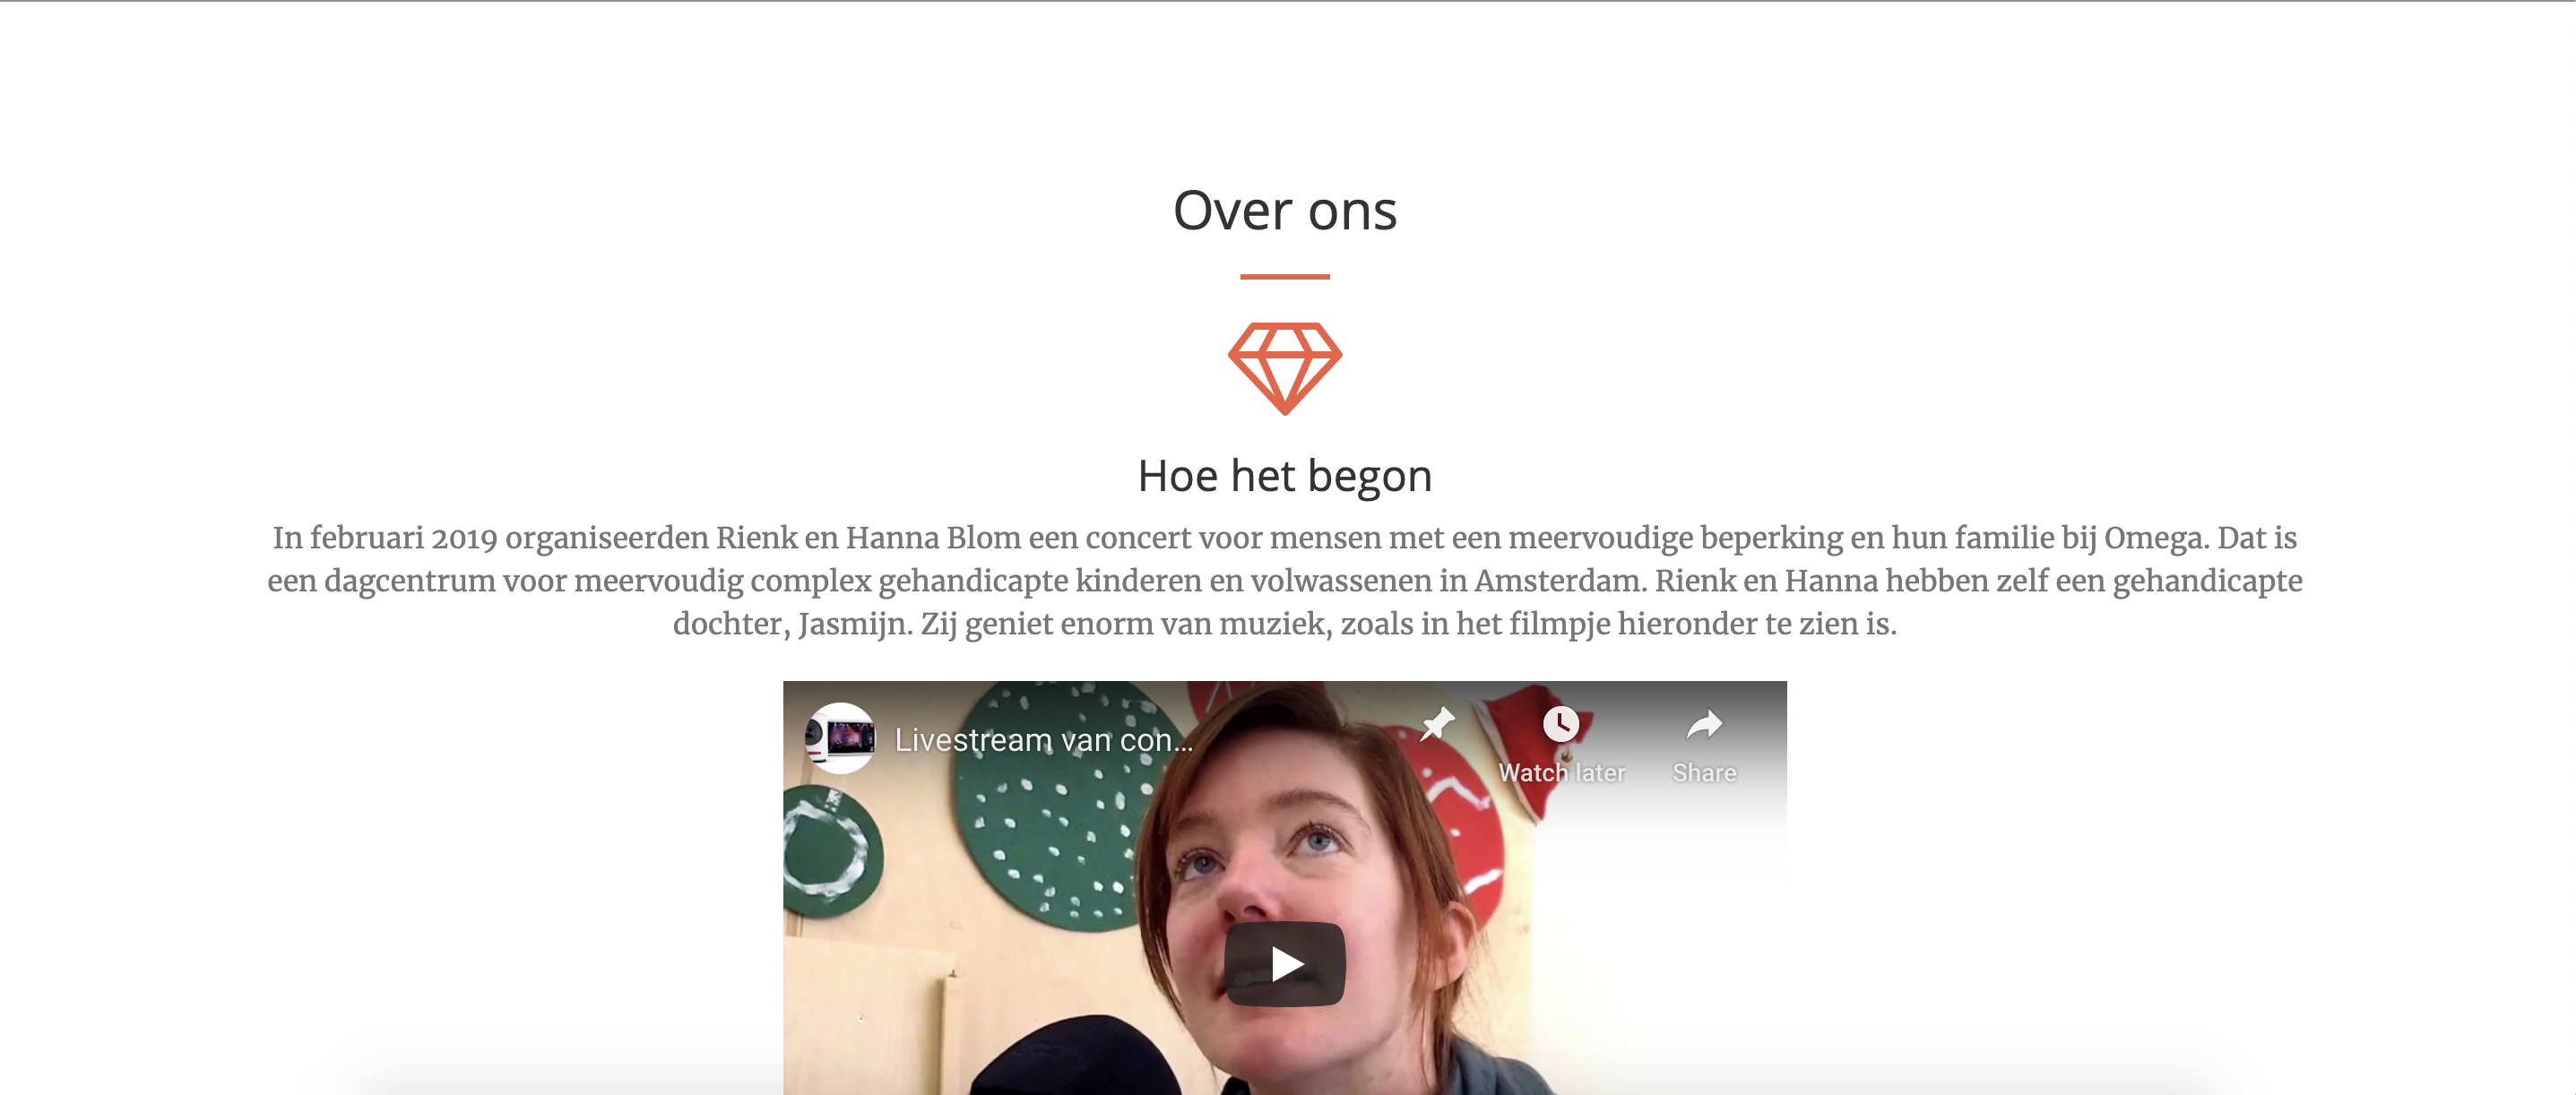 Over ons
Hoe het begon
In februari 2019 organiseerden Rienk en Hanna Blom een concert voor mensen met een meervoudige beperking en hun familie bij Omega. Dat is
een dagcentrum voor meervoudig complex gehandicapte kinderen en volwassenen in Amsterdam. Rienk en Hanna hebben zelf een gehandicapte
dochter, Jasmijn. Zij geniet enorm van muziek, zoals in het filmpje hieronder te zien is.
Livestream van con...
Watch later
Share